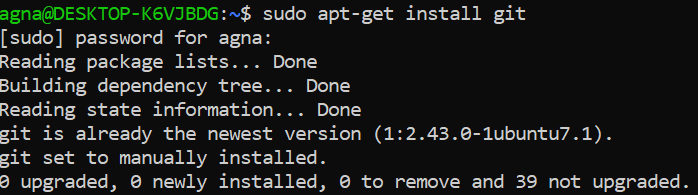 agna@DESKTOP-K6VJBDG:~$ sudo apt-get install git
[sudo] password for agna:
Reading package lists... Done
Building dependency tree... Done
Reading state information... Done
git is already the newest version (1:2.43.0-1ubuntu7.1).
git set to manually installed.
0 upgraded, 0 newly installed, 0 to remove and 39 not upgraded.